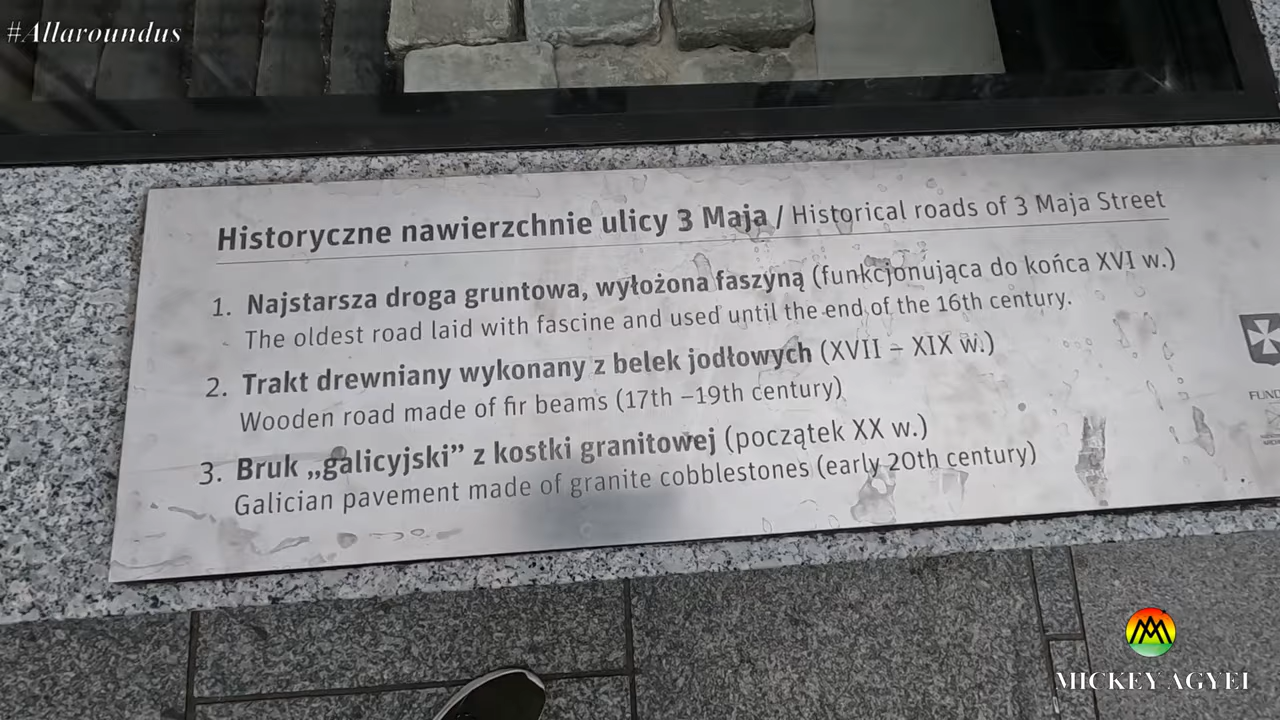 #Allaroundus
Historyczne nawierzchnie ulicy 3 Maja / Historical roads of 3 Maja Street
1. Najstarsza droga gruntowa, wyłożona faszyną (funkcjonująca do końca XVI w.)
The oldest road laid with fascine and used until the end of the 16th century.
2. Trakt drewniany wykonany z belek jodłowych (XVII – XIX w.)
Wooden road made of fir beams (17th –19th century)
3. Bruk „galicyjski” z kostki granitowej (początek XX w.)
Galician pavement made of granite cobblestones (early 20th century)
MICKEY AGYEI